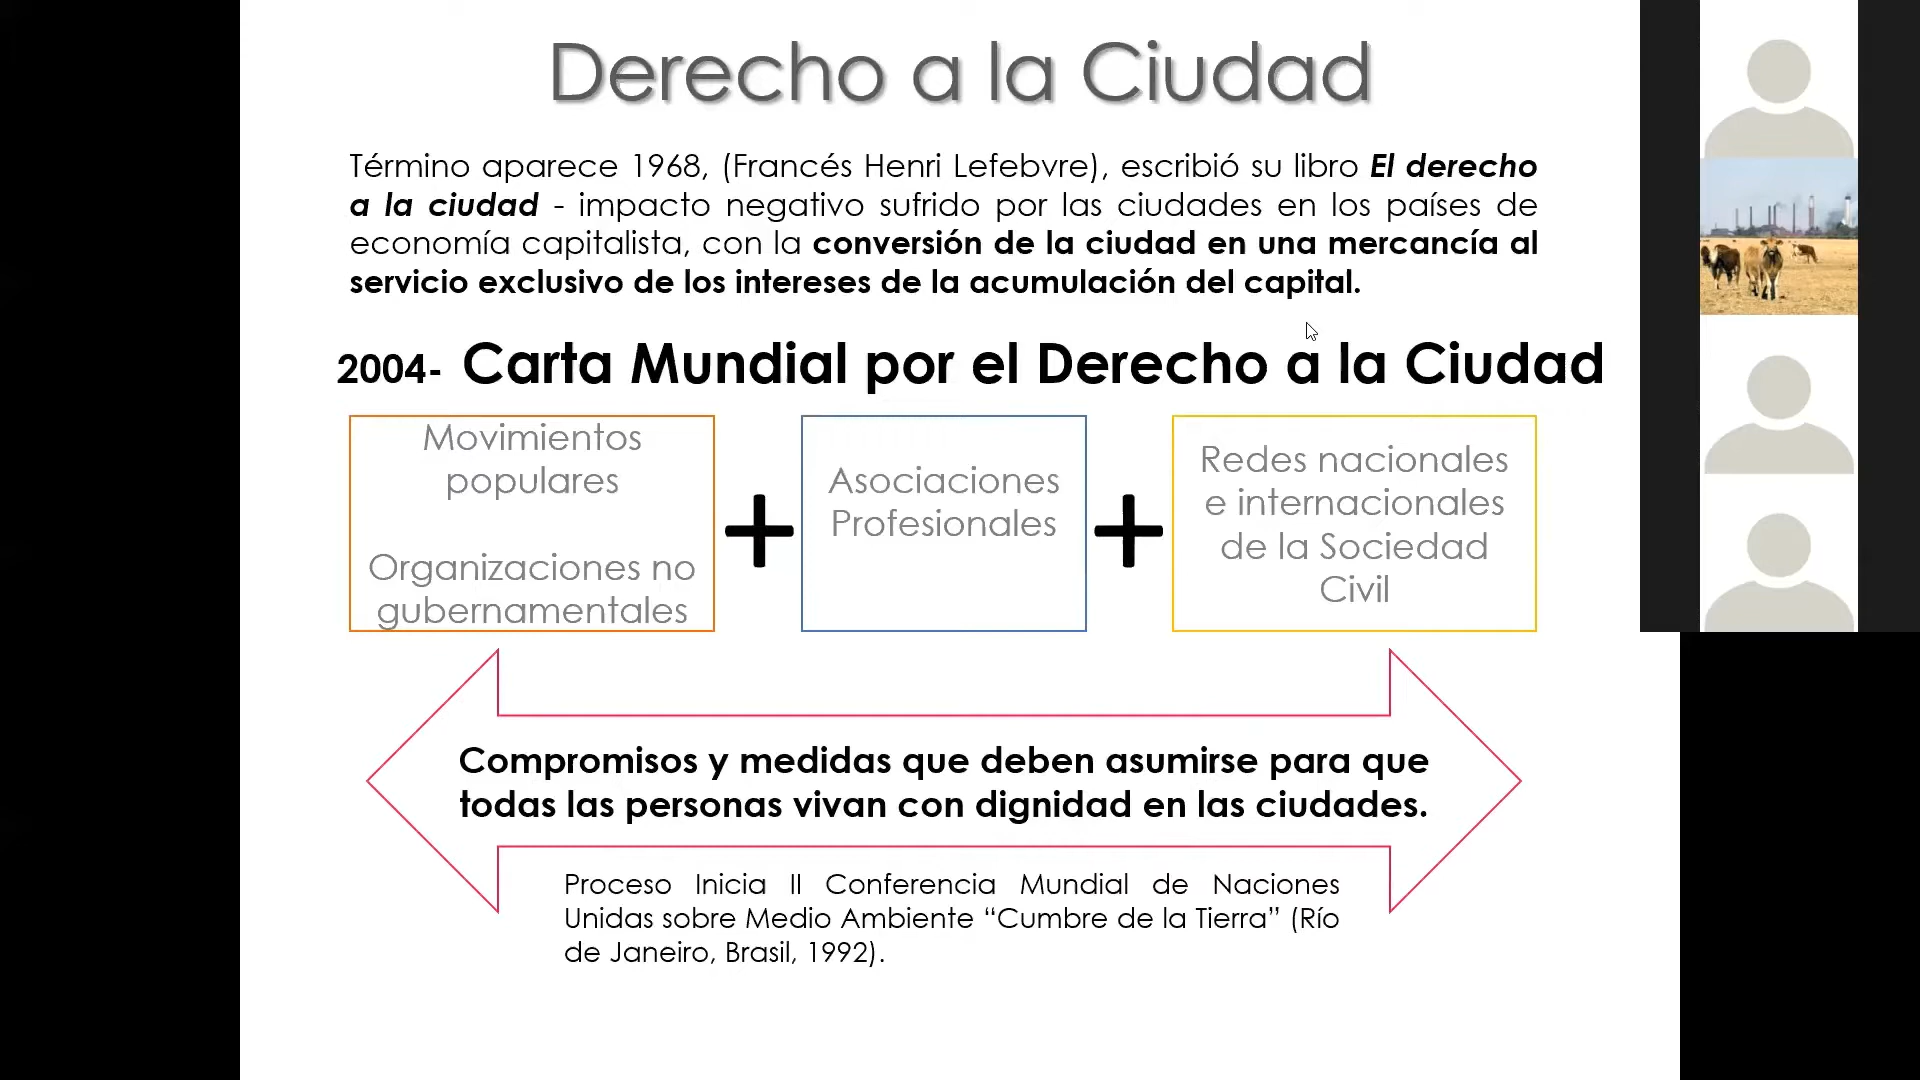 Derecho a la Ciudad
Término aparece 1968, (Francés Henri Lefebvre), escribió su libro El derecho
a la ciudad - impacto negativo sufrido por las ciudades en los países de
economía capitalista, con la conversión de la ciudad en una mercancía al
servicio exclusivo de los intereses de la acumulación del capital.
2004- Carta Mundial por el Derecho a la Ciudad
Movimientos
populares
Organizaciones no
gubernamentales
+
Asociaciones
Profesionales
+
Redes nacionales
e internacionales
de la Sociedad
Civil
Compromisos y medidas que deben asumirse para que
todas las personas vivan con dignidad en las ciudades.
Proceso Inicia II Conferencia Mundial de Naciones
Unidas sobre Medio Ambiente “Cumbre de la Tierra” (Río
de Janeiro, Brasil, 1992).